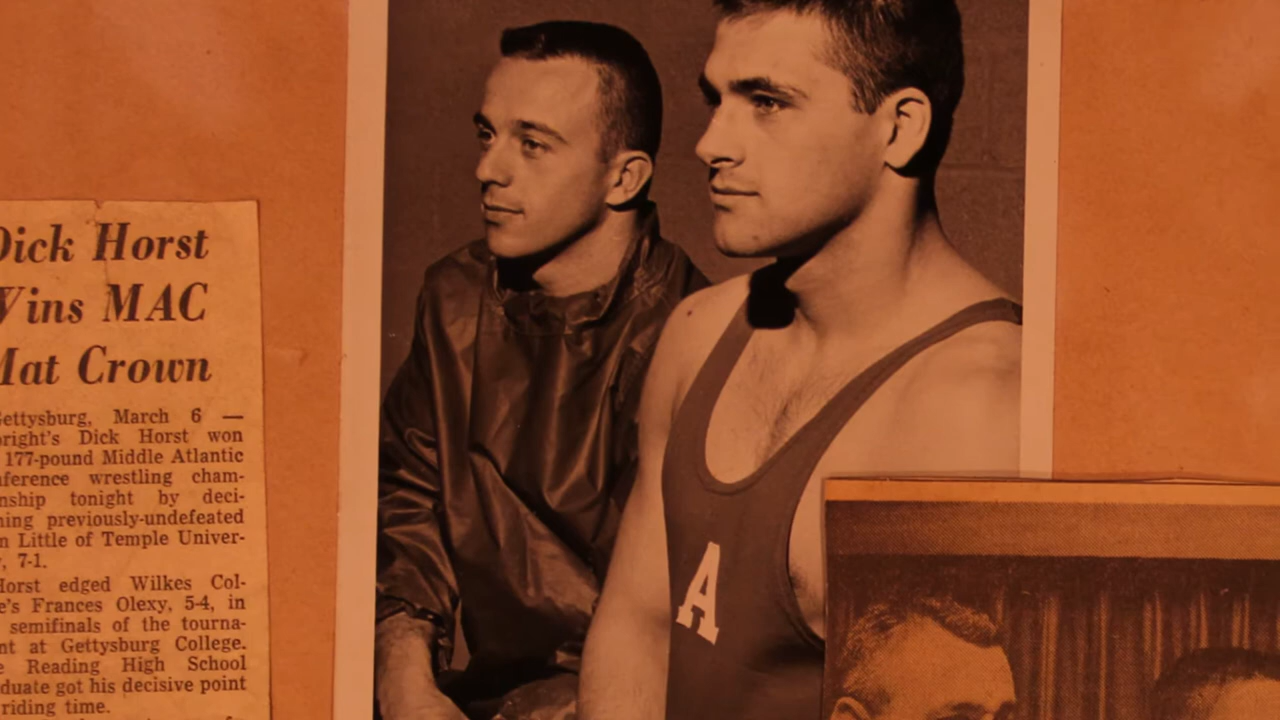 Dick Horst
Wins MAC
Mat Crown
Gettysburg, March 6 —
bright's Dick Horst won
177-pound Middle Atlantic
nference wrestling cham-
nship tonight by deci-
ning previously-undefeated
n Little of Temple Univer-
, 7-1.
Horst edged Wilkes Col-
e's Frances Olexy, 5-4, in
semifinals of the tourna-
nt at Gettysburg College.
e Reading High School
duate got his decisive point
riding time.
A